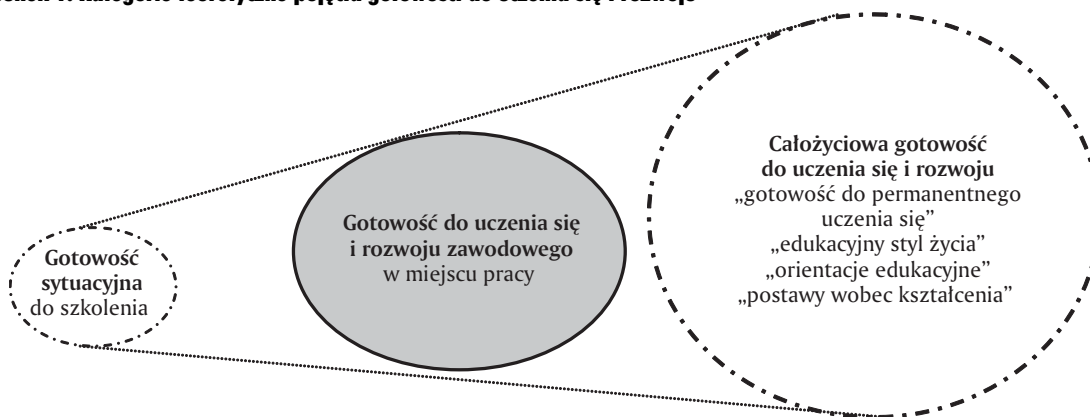 Gotowość
sytuacyjna
do szkolenia
Gotowość do uczenia się
i rozwoju zawodowego
w miejscu pracy
Całożyciowa gotowość
do uczenia się i rozwoju
„gotowość do permanentnego
uczenia się”
„edukacyjny styl życia”
„orientacje edukacyjne”
„postawy wobec kształcenia”